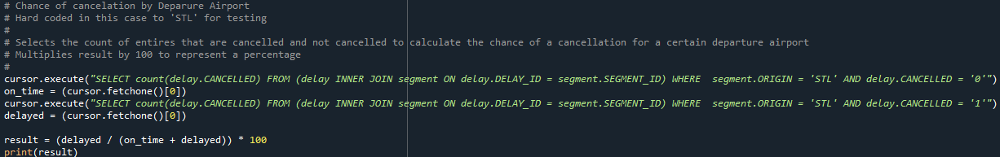 # Chance of cancelation by Deparure Airport
# Hard coded in this case to 'STL' for testing
#
# Selects the count of entires that are cancelled and not cancelled to calculate the chance of a cancellation for a certain departure airport
# Multiplies result by 100 to represent a percentage
#
cursor.execute("SELECT count(delay.CANCELLED) FROM (delay INNER JOIN segment ON delay.DELAY_ID = segment.SEGMENT_ID) WHERE  segment.ORIGIN = 'STL' AND delay.CANCELLED = '0'")
on_time = (cursor.fetchone()[0])
cursor.execute("SELECT count(delay.CANCELLED) FROM (delay INNER JOIN segment ON delay.DELAY_ID = segment.SEGMENT_ID) WHERE  segment.ORIGIN = 'STL' AND delay.CANCELLED = '1'")
delayed = (cursor.fetchone()[0])

result = (delayed / (on_time + delayed)) * 100
print(result)